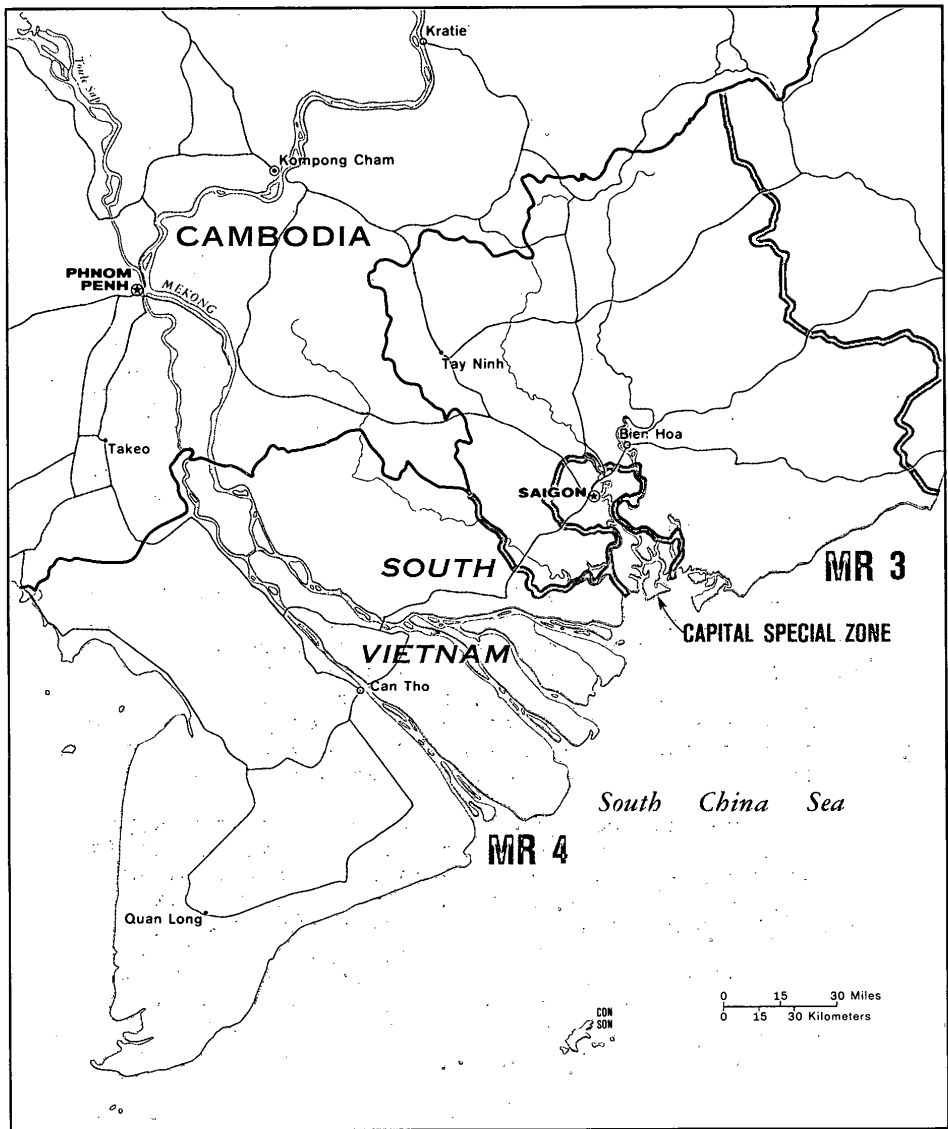 Kratie
Tonle Sap
Kompong Cham
CAMBODIA
PHNOM
PENH
MEKONG
Tay Ninh
Takeo
Bien Hoa
SAIGON
SOUTH
MR 3
CAPITAL SPECIAL ZONE
VIETNAM
Can Tho
South China Sea
MR 4
Quan Long
0 15 30 Miles
0 15 30 Kilometers
CON
SON